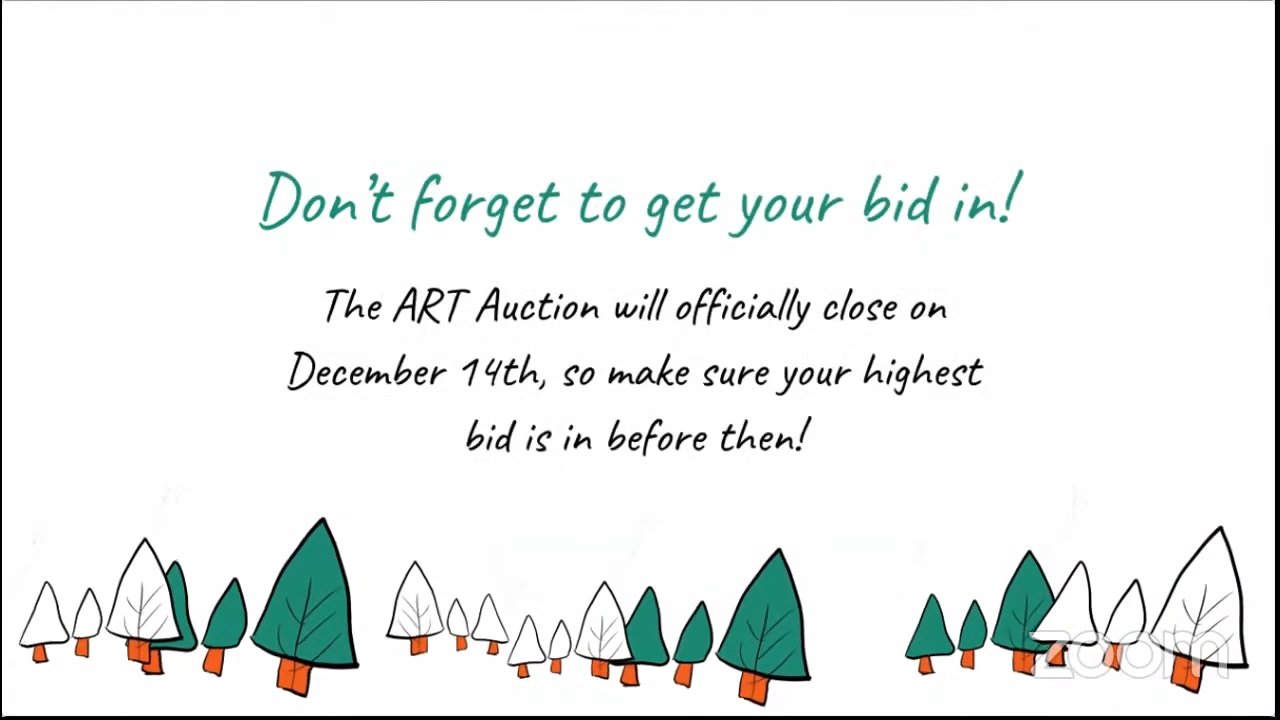 Don't forget to get your bid in!
The ART Auction will officially close on
December 14th, so make sure your highest
bid is in before then!
zoom